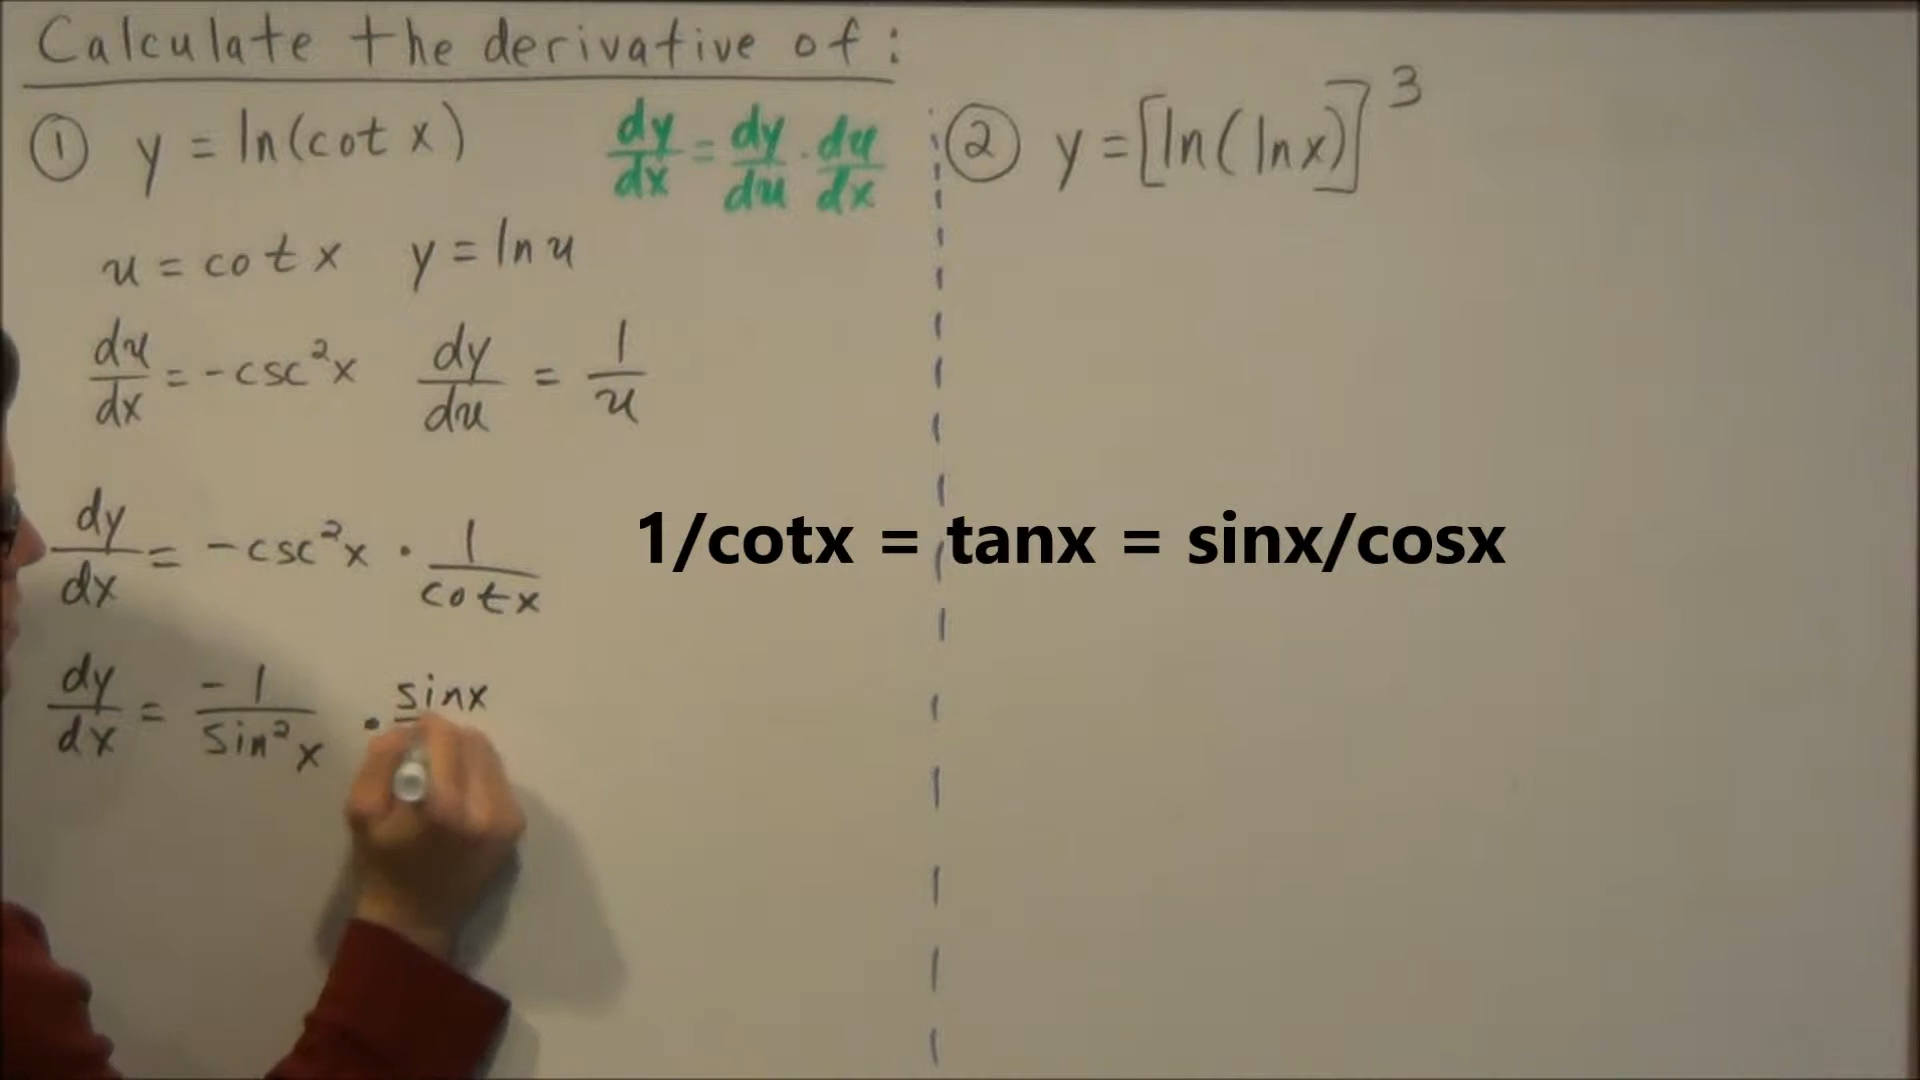 Calculate the derivative of:
① y = ln(cot x)
dy/dx = dy/du · du/dx
u = cot x    y = ln u
du/dx = -csc²x    dy/du = 1/u
dy/dx = -csc²x · 1/cotx
dy/dx = -1/sin²x · sinx
1/cotx = tanx = sinx/cosx
② y = [ln(lnx)]³